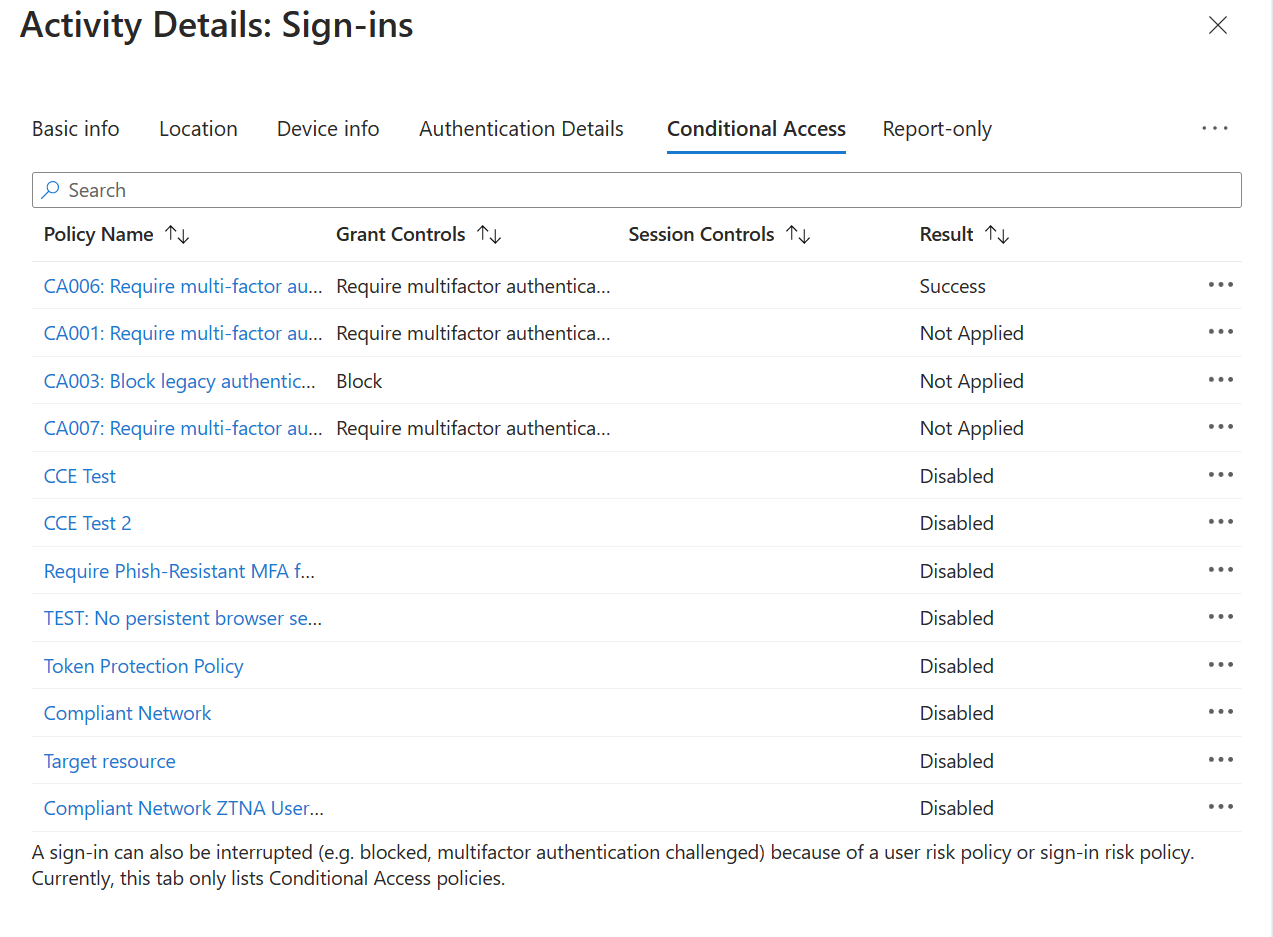 Activity Details: Sign-ins
Basic info Location Device info Authentication Details Conditional Access Report-only
Search
Policy Name Grant Controls Session Controls Result
CA006: Require multi-factor au... Require multifactor authentica... Success
CA001: Require multi-factor au... Require multifactor authentica... Not Applied
CA003: Block legacy authentic... Block Not Applied
CA007: Require multi-factor au... Require multifactor authentica... Not Applied
CCE Test Disabled
CCE Test 2 Disabled
Require Phish-Resistant MFA f... Disabled
TEST: No persistent browser se... Disabled
Token Protection Policy Disabled
Compliant Network Disabled
Target resource Disabled
Compliant Network ZTNA User... Disabled
A sign-in can also be interrupted (e.g. blocked, multifactor authentication challenged) because of a user risk policy or sign-in risk policy.
Currently, this tab only lists Conditional Access policies.